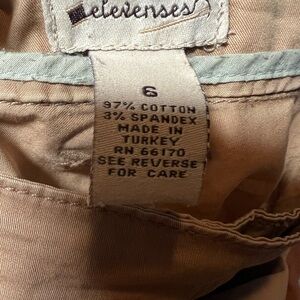 elevenses
6
97% COTTON
3% SPANDEX
MADE IN
TURKEY
RN 66170
SEE REVERSE
FOR CARE